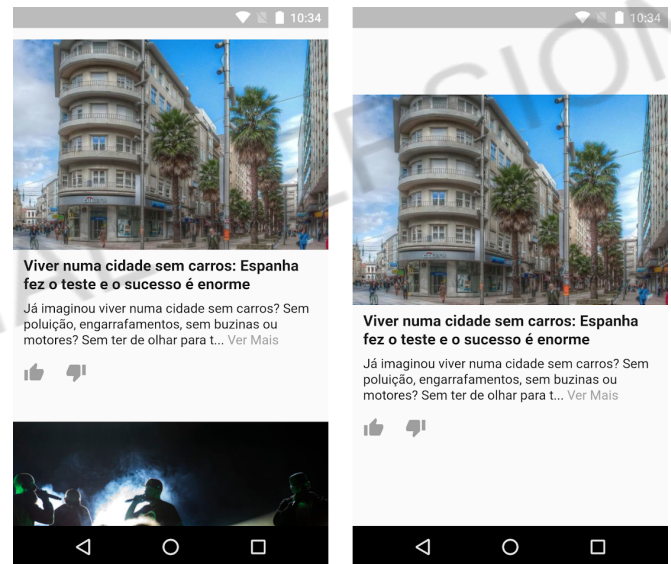 10:34
Viver numa cidade sem carros: Espanha
fez o teste e o sucesso é enorme
Já imaginou viver numa cidade sem carros? Sem
poluição, engarrafamentos, sem buzinas ou
motores? Sem ter de olhar para t... Ver Mais
10:34
Viver numa cidade sem carros: Espanha
fez o teste e o sucesso é enorme
Já imaginou viver numa cidade sem carros? Sem
poluição, engarrafamentos, sem buzinas ou
motores? Sem ter de olhar para t... Ver Mais